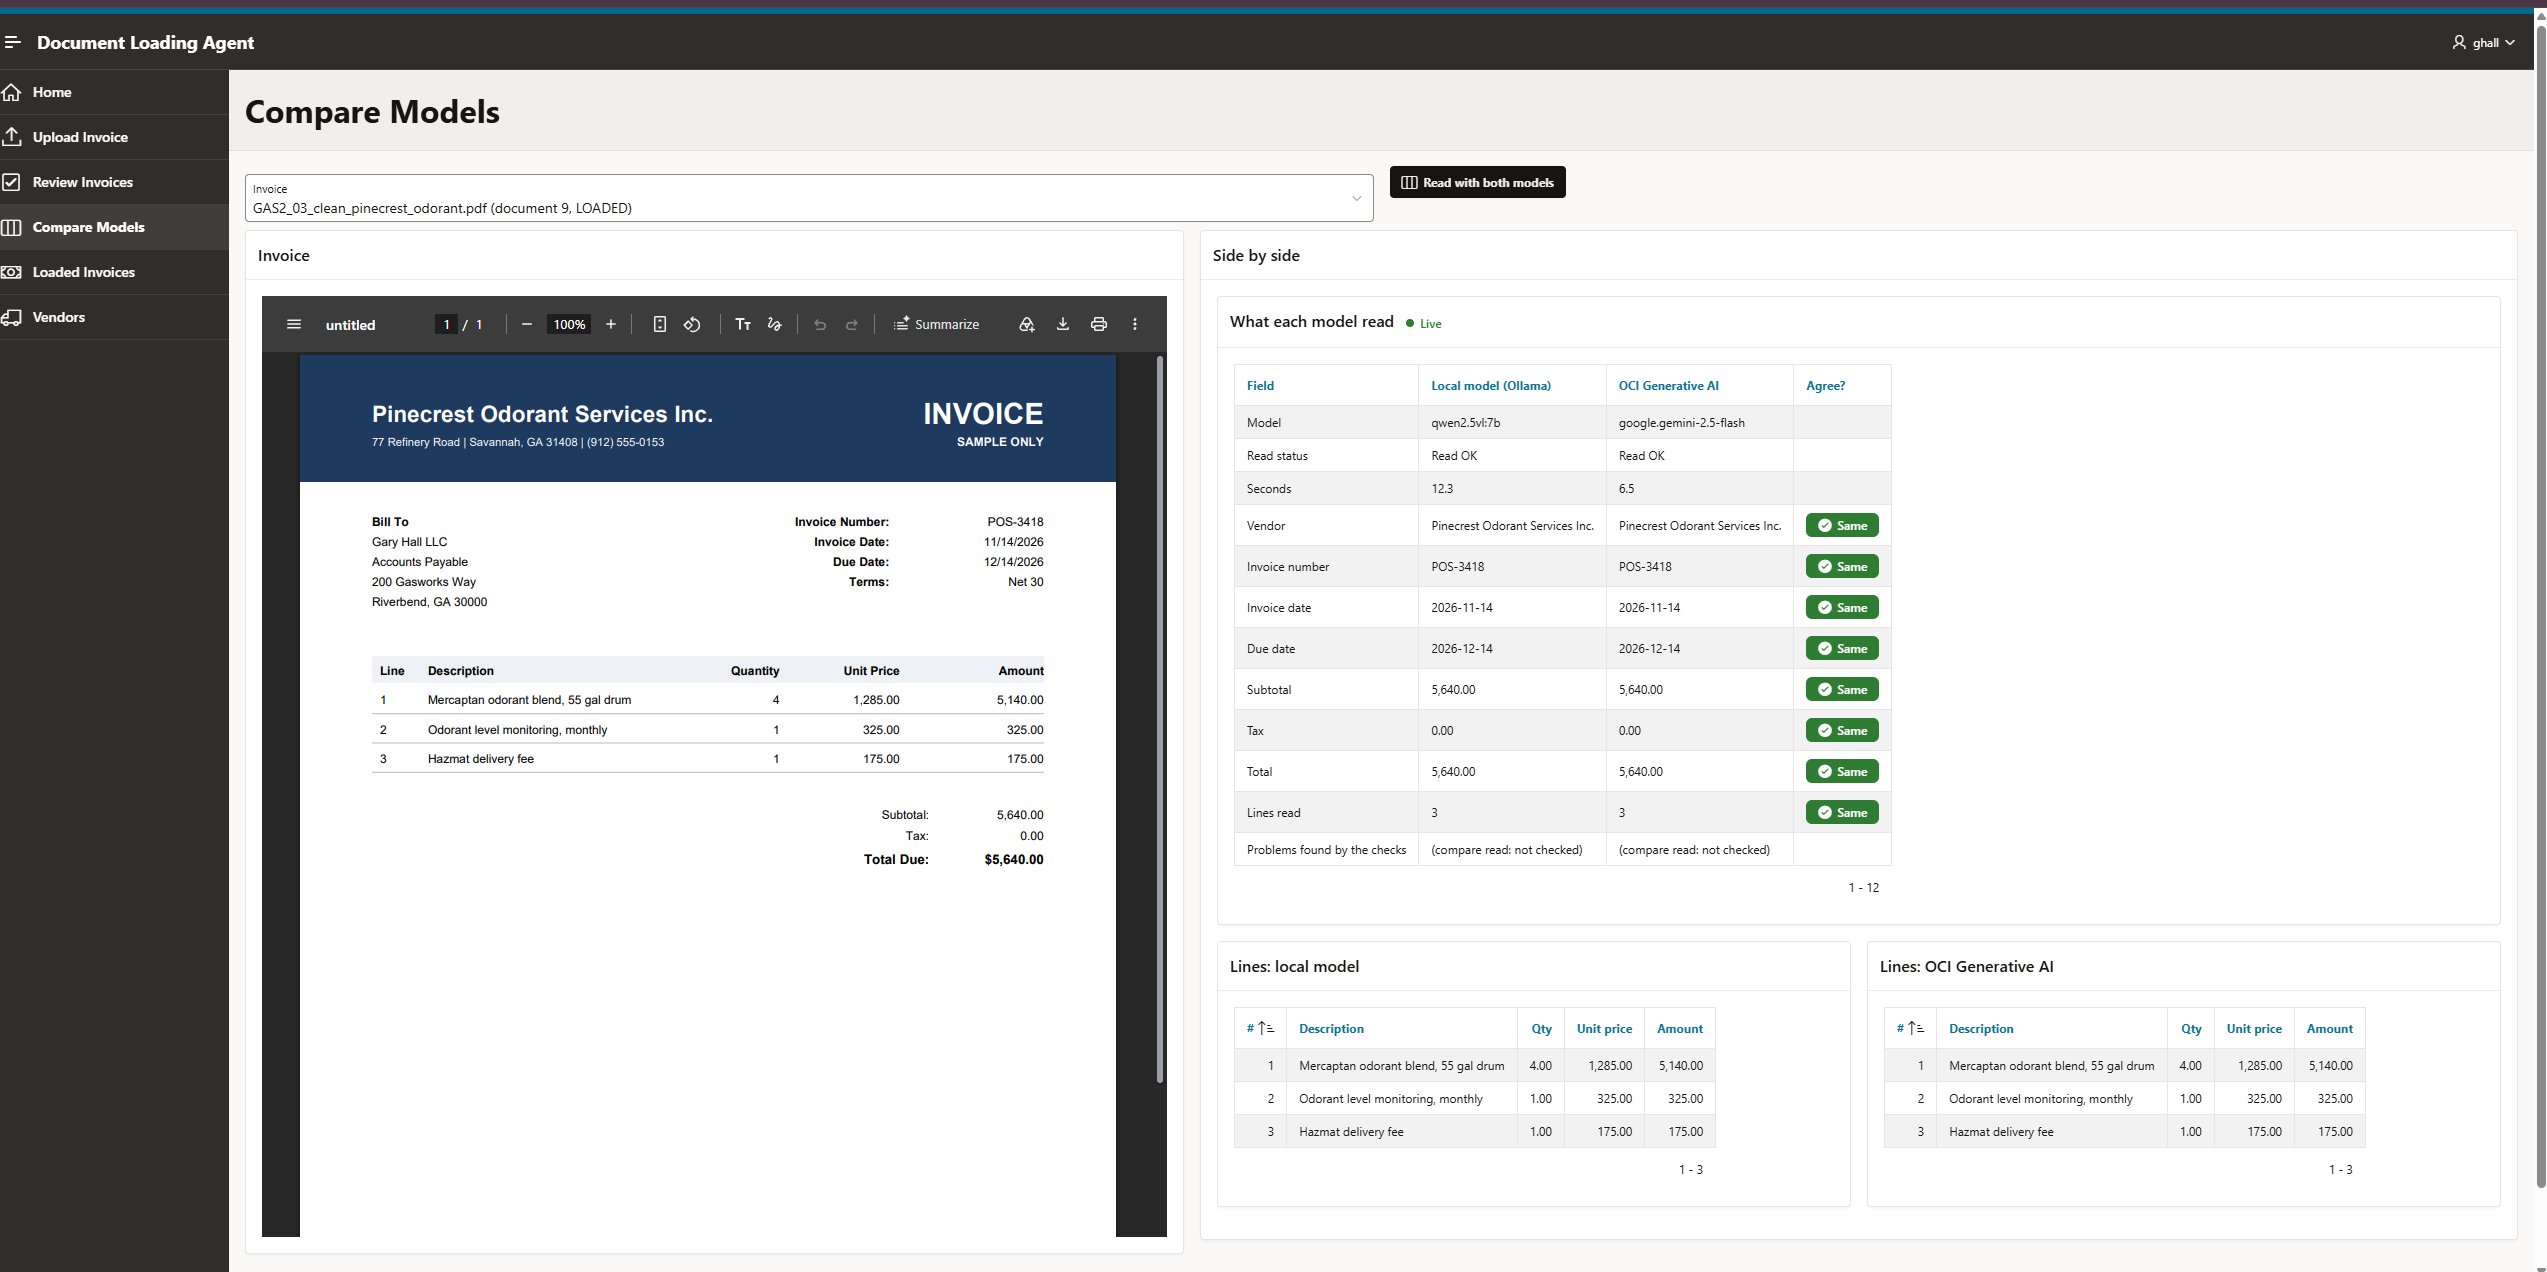 Document Loading Agent
ghall
Home
Upload Invoice
Review Invoices
Compare Models
Loaded Invoices
Vendors
Compare Models
Invoice
GAS2_03_clean_pinecrest_odorant.pdf (document 9, LOADED)
Read with both models
Invoice
untitled 1 / 1 100% Summarize
Pinecrest Odorant Services Inc. INVOICE
77 Refinery Road | Savannah, GA 31408 | (912) 555-0153 SAMPLE ONLY
Bill To Invoice Number: POS-3418
Gary Hall LLC Invoice Date: 11/14/2026
Accounts Payable Due Date: 12/14/2026
200 Gasworks Way Terms: Net 30
Riverbend, GA 30000
Line Description Quantity Unit Price Amount
1 Mercaptan odorant blend, 55 gal drum 4 1,285.00 5,140.00
2 Odorant level monitoring, monthly 1 325.00 325.00
3 Hazmat delivery fee 1 175.00 175.00
Subtotal: 5,640.00
Tax: 0.00
Total Due: $5,640.00
Side by side
What each model read Live
Field Local model (Ollama) OCI Generative AI Agree?
Model qwen2.5vl:7b google.gemini-2.5-flash
Read status Read OK Read OK
Seconds 12.3 6.5
Vendor Pinecrest Odorant Services Inc. Pinecrest Odorant Services Inc. Same
Invoice number POS-3418 POS-3418 Same
Invoice date 2026-11-14 2026-11-14 Same
Due date 2026-12-14 2026-12-14 Same
Subtotal 5,640.00 5,640.00 Same
Tax 0.00 0.00 Same
Total 5,640.00 5,640.00 Same
Lines read 3 3 Same
Problems found by the checks (compare read: not checked) (compare read: not checked)
1 - 12
Lines: local model
# Description Qty Unit price Amount
1 Mercaptan odorant blend, 55 gal drum 4.00 1,285.00 5,140.00
2 Odorant level monitoring, monthly 1.00 325.00 325.00
3 Hazmat delivery fee 1.00 175.00 175.00
1 - 3
Lines: OCI Generative AI
# Description Qty Unit price Amount
1 Mercaptan odorant blend, 55 gal drum 4.00 1,285.00 5,140.00
2 Odorant level monitoring, monthly 1.00 325.00 325.00
3 Hazmat delivery fee 1.00 175.00 175.00
1 - 3